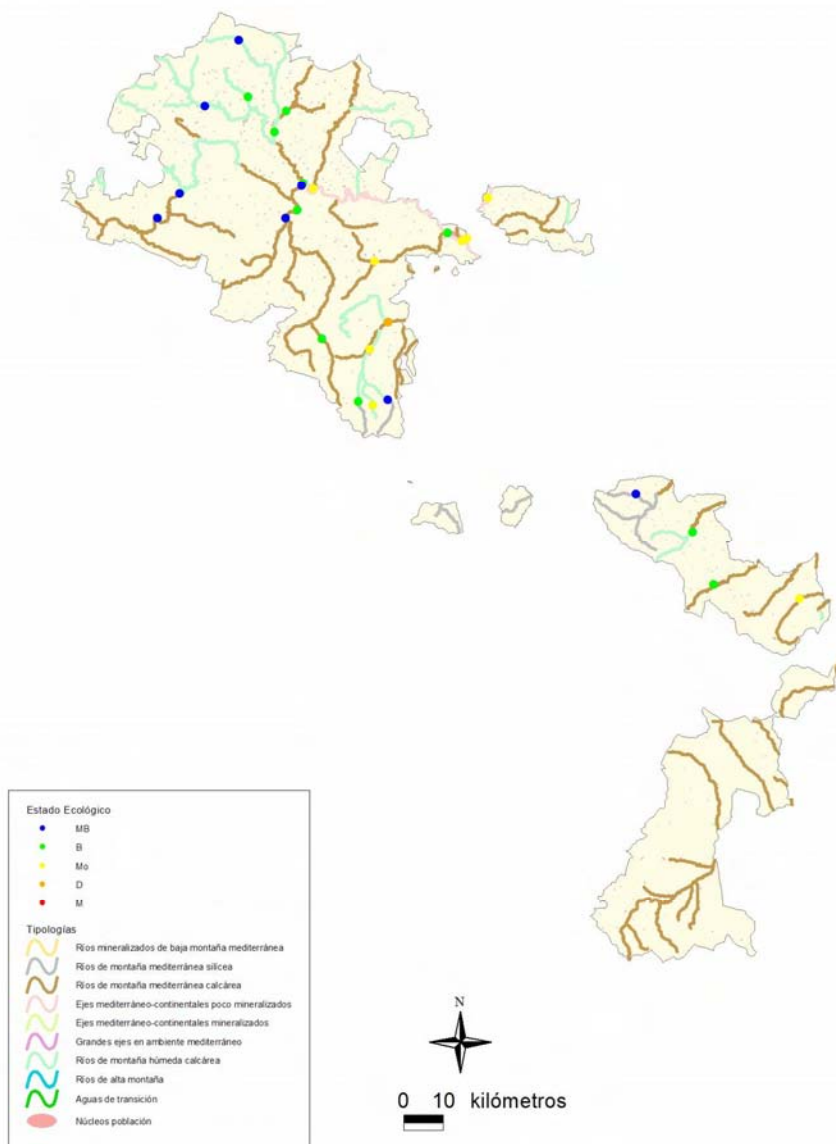 Estado Ecológico
MB
B
Mo
D
M
Tipologías
Ríos mineralizados de baja montaña mediterránea
Ríos de montaña mediterránea silícea
Ríos de montaña mediterránea calcárea
Ejes mediterráneo-continentales poco mineralizados
Ejes mediterráneo-continentales mineralizados
Grandes ejes en ambiente mediterráneo
Ríos de montaña húmeda calcárea
Ríos de alta montaña
Aguas de transición
Núcleos población
N
0 10 kilómetros